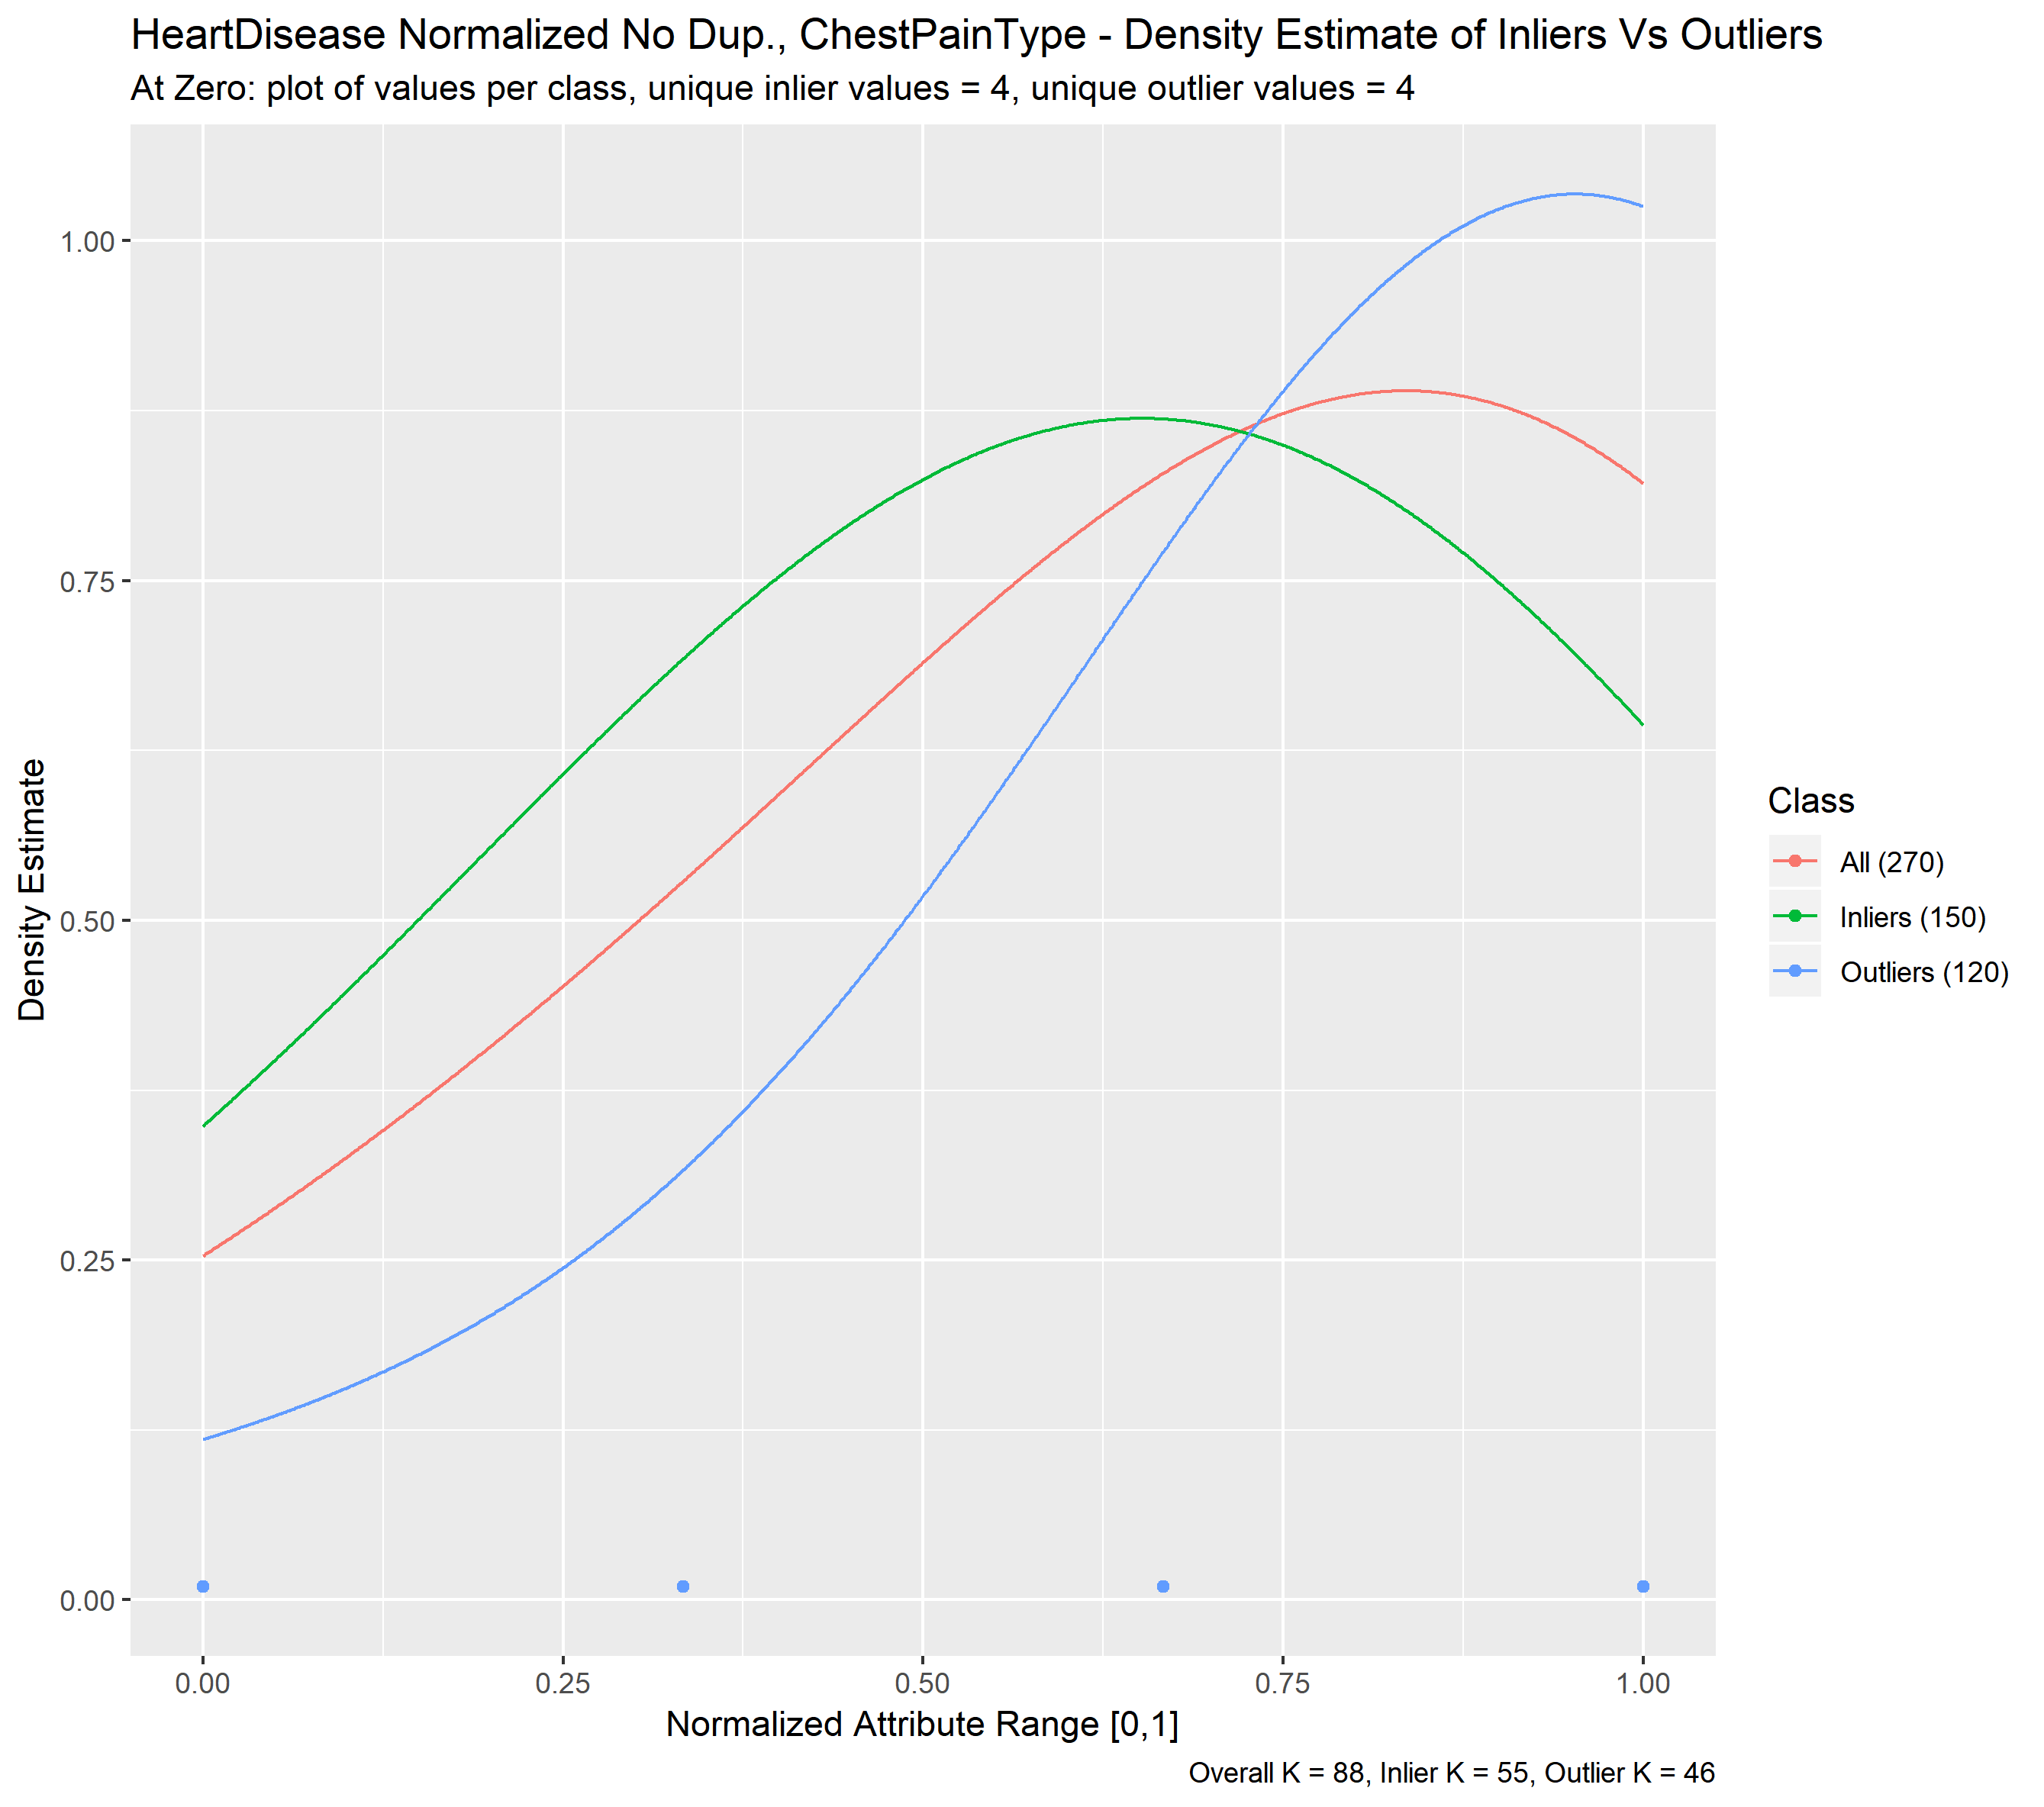 HeartDisease Normalized No Dup., ChestPainType - Density Estimate of Inliers Vs Outliers
At Zero: plot of values per class, unique inlier values = 4, unique outlier values = 4
1.00
0.75
0.50
0.25
0.00
Density Estimate
0.00 0.25 0.50 0.75 1.00
Normalized Attribute Range [0,1]
Class
All (270)
Inliers (150)
Outliers (120)
Overall K = 88, Inlier K = 55, Outlier K = 46